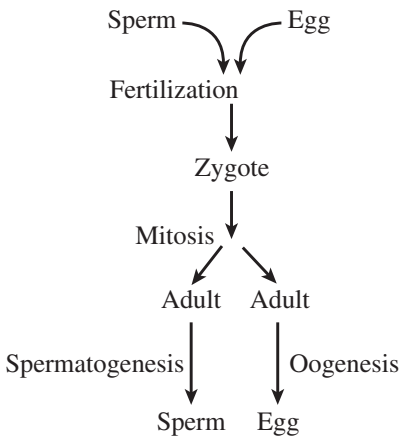 Sperm Egg
Fertilization
Zygote
Mitosis
Adult Adult
Spermatogenesis Oogenesis
Sperm Egg